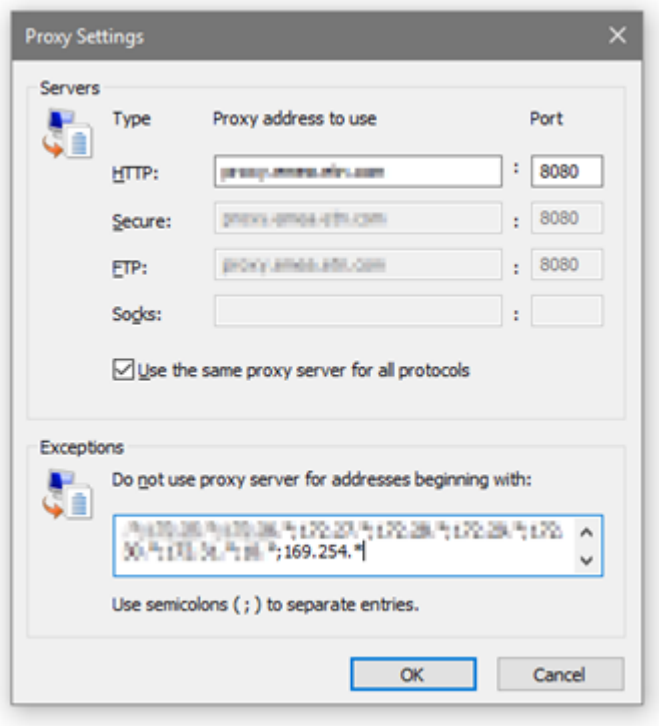 Proxy Settings
Servers
Type Proxy address to use Port
HTTP: : 8080
Secure: : 8080
FTP: : 8080
Socks: :
Use the same proxy server for all protocols
Exceptions
Do not use proxy server for addresses beginning with:
;169.254.*
Use semicolons ( ; ) to separate entries.
OK Cancel